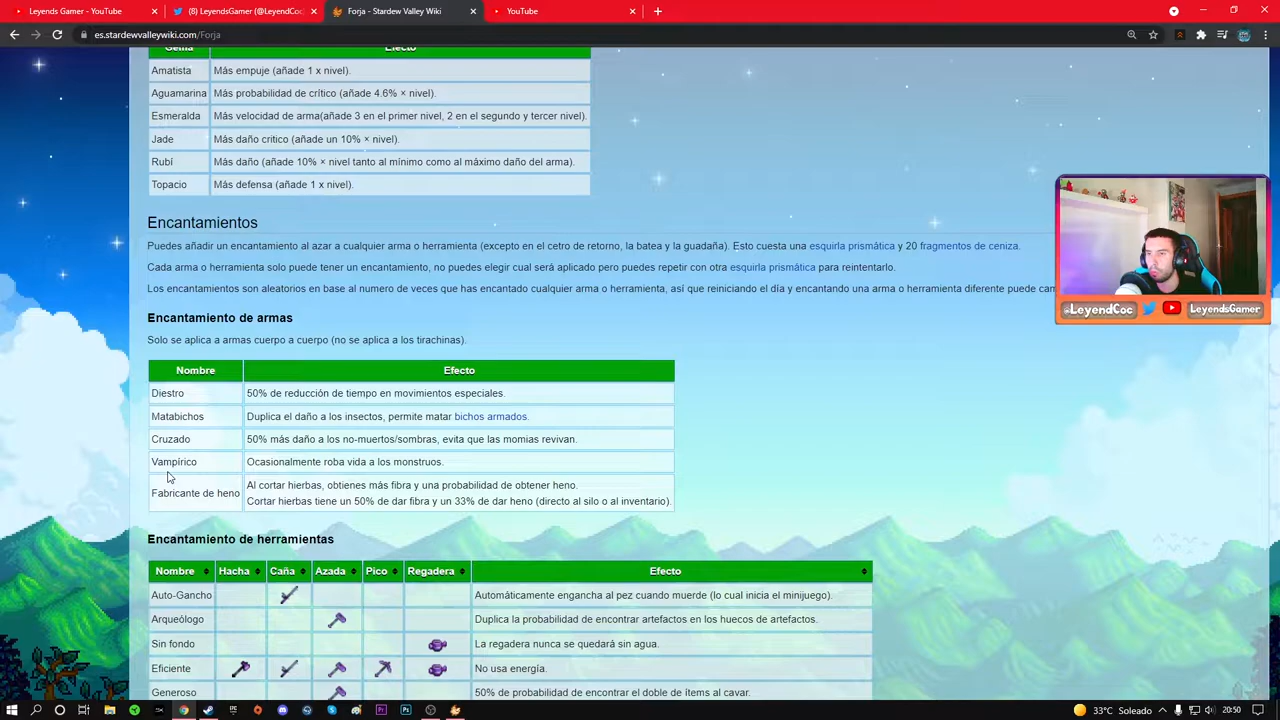 Leyends Gamer - YouTube
(8) LeyendsGamer (@LeyendCoc
Forja - Stardew Valley Wiki
YouTube
es.stardewvalleywiki.com/Forja
Gema Efecto
Amatista Más empuje (añade 1 x nivel).
Aguamarina Más probabilidad de crítico (añade 4.6% × nivel).
Esmeralda Más velocidad de arma(añade 3 en el primer nivel, 2 en el segundo y tercer nivel).
Jade Más daño critico (añade un 10% × nivel).
Rubí Más daño (añade 10% × nivel tanto al mínimo como al máximo daño del arma).
Topacio Más defensa (añade 1 x nivel).
Encantamientos
Puedes añadir un encantamiento al azar a cualquier arma o herramienta (excepto en el cetro de retorno, la batea y la guadaña). Esto cuesta una esquirla prismática y 20 fragmentos de ceniza.
Cada arma o herramienta solo puede tener un encantamiento, no puedes elegir cual será aplicado pero puedes repetir con otra esquirla prismática para reintentarlo.
Los encantamientos son aleatorios en base al numero de veces que has encantado cualquier arma o herramienta, así que reiniciando el día y encantando una arma o herramienta diferente puede cam
@LeyendCoc LeyendsGamer
Encantamiento de armas
Solo se aplica a armas cuerpo a cuerpo (no se aplica a los tirachinas).
Nombre Efecto
Diestro 50% de reducción de tiempo en movimientos especiales.
Matabichos Duplica el daño a los insectos, permite matar bichos armados.
Cruzado 50% más daño a los no-muertos/sombras, evita que las momias revivan.
Vampírico Ocasionalmente roba vida a los monstruos.
Fabricante de heno Al cortar hierbas, obtienes más fibra y una probabilidad de obtener heno.
Cortar hierbas tiene un 50% de dar fibra y un 33% de dar heno (directo al silo o al inventario).
Encantamiento de herramientas
Nombre Hacha Caña Azada Pico Regadera Efecto
Auto-Gancho Automáticamente engancha al pez cuando muerde (lo cual inicia el minijuego).
Arqueólogo Duplica la probabilidad de encontrar artefactos en los huecos de artefactos.
Sin fondo La regadera nunca se quedará sin agua.
Eficiente No usa energía.
Generoso 50% de probabilidad de encontrar el doble de ítems al cavar.
33°C Soleado 20:50